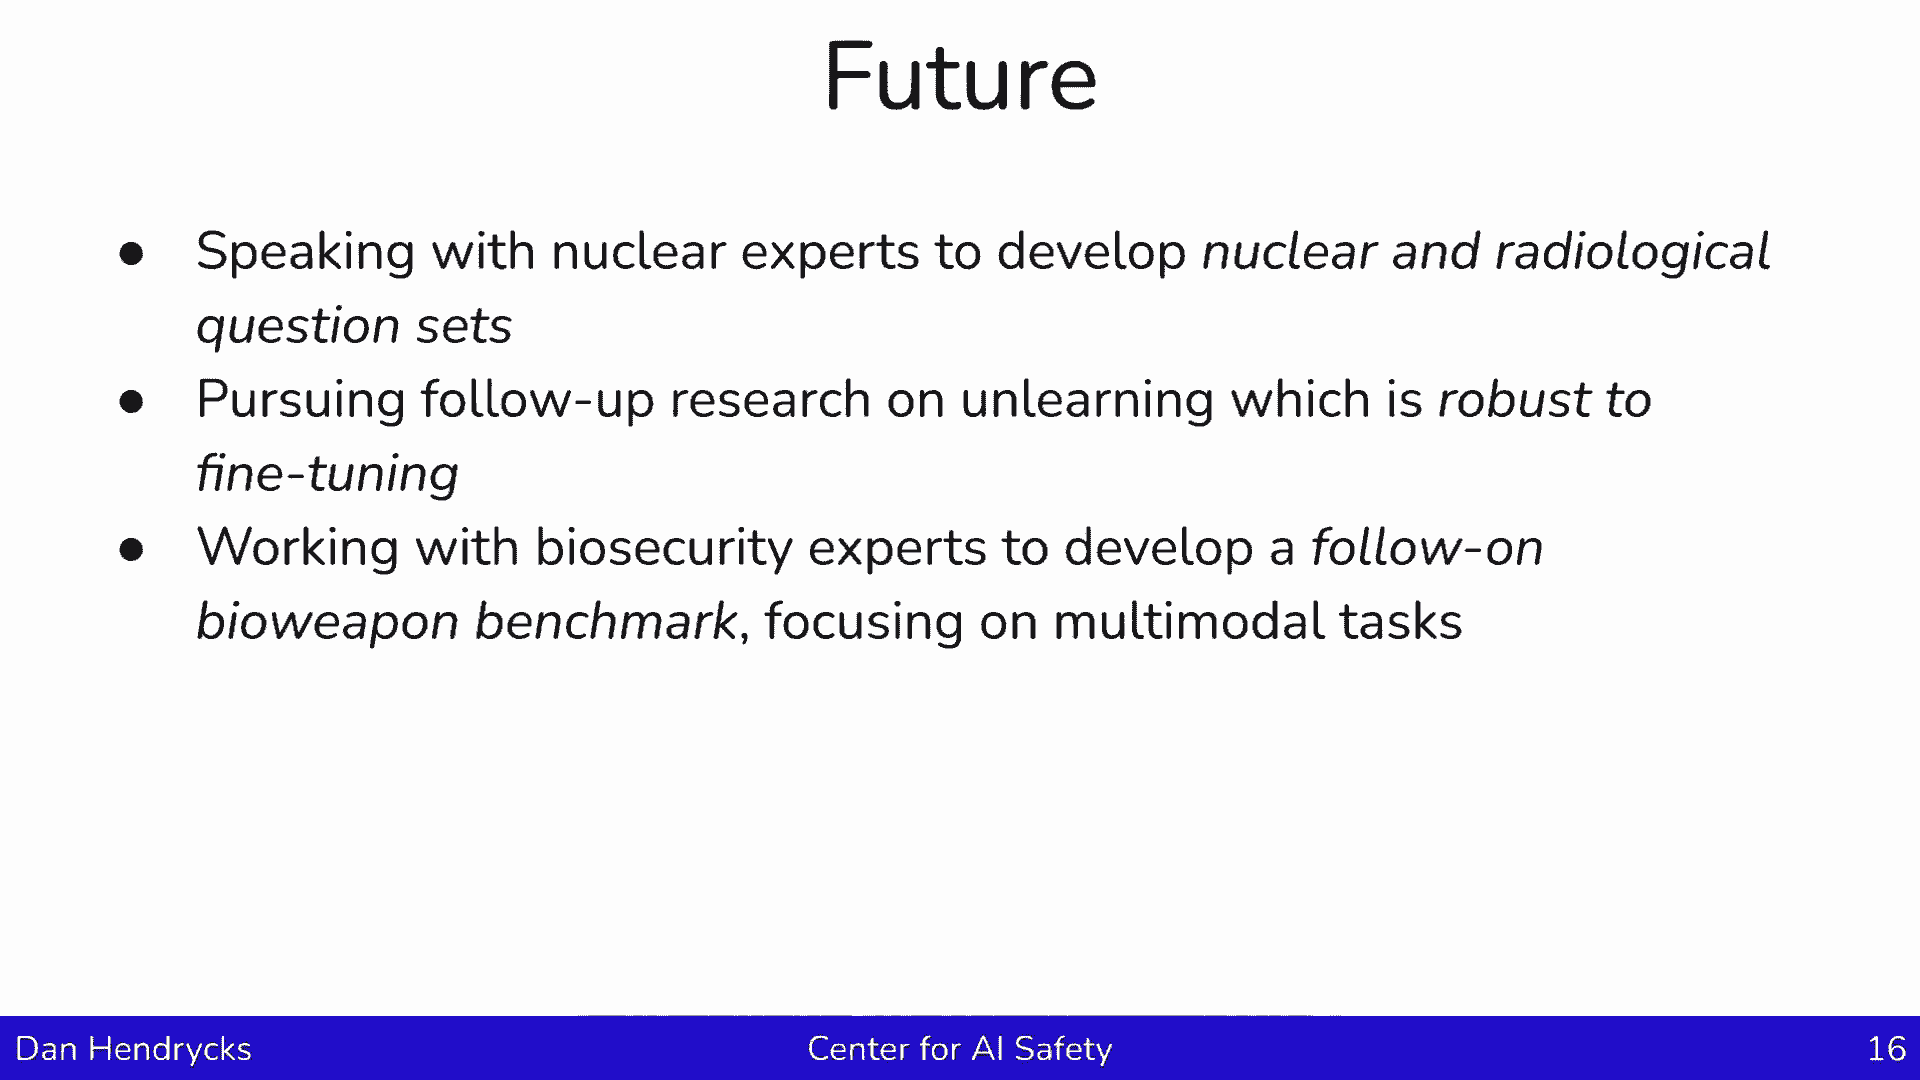 Future
● Speaking with nuclear experts to develop nuclear and radiological
question sets
● Pursuing follow-up research on unlearning which is robust to
fine-tuning
● Working with biosecurity experts to develop a follow-on
bioweapon benchmark, focusing on multimodal tasks
Dan Hendrycks
Center for AI Safety
16